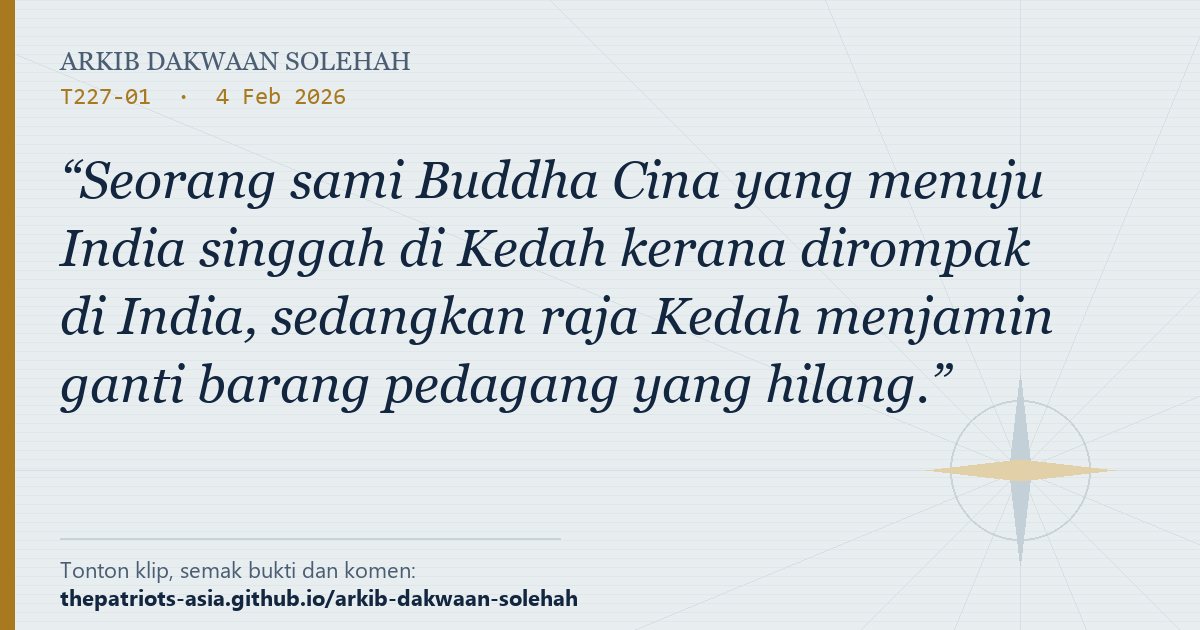 ARKIB DAKWAAN SOLEHAH
T227-01 · 4 Feb 2026
“Seorang sami Buddha Cina yang menuju
India singgah di Kedah kerana dirompak
di India, sedangkan raja Kedah menjamin
ganti barang pedagang yang hilang.”
Tonton klip, semak bukti dan komen:
thepatriots-asia.github.io/arkib-dakwaan-solehah